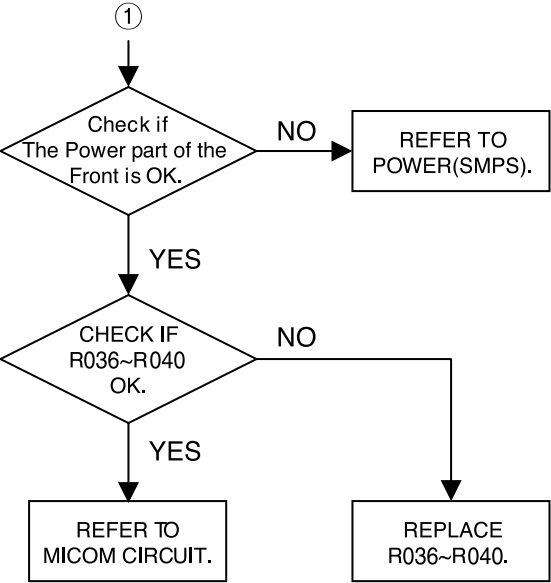 ①
Check if
The Power part of the
Front is OK.
NO
REFER TO
POWER(SMPS).
YES
CHECK IF
R036~R040
OK.
NO
YES
REFER TO
MICOM CIRCUIT.
REPLACE
R036~R040.